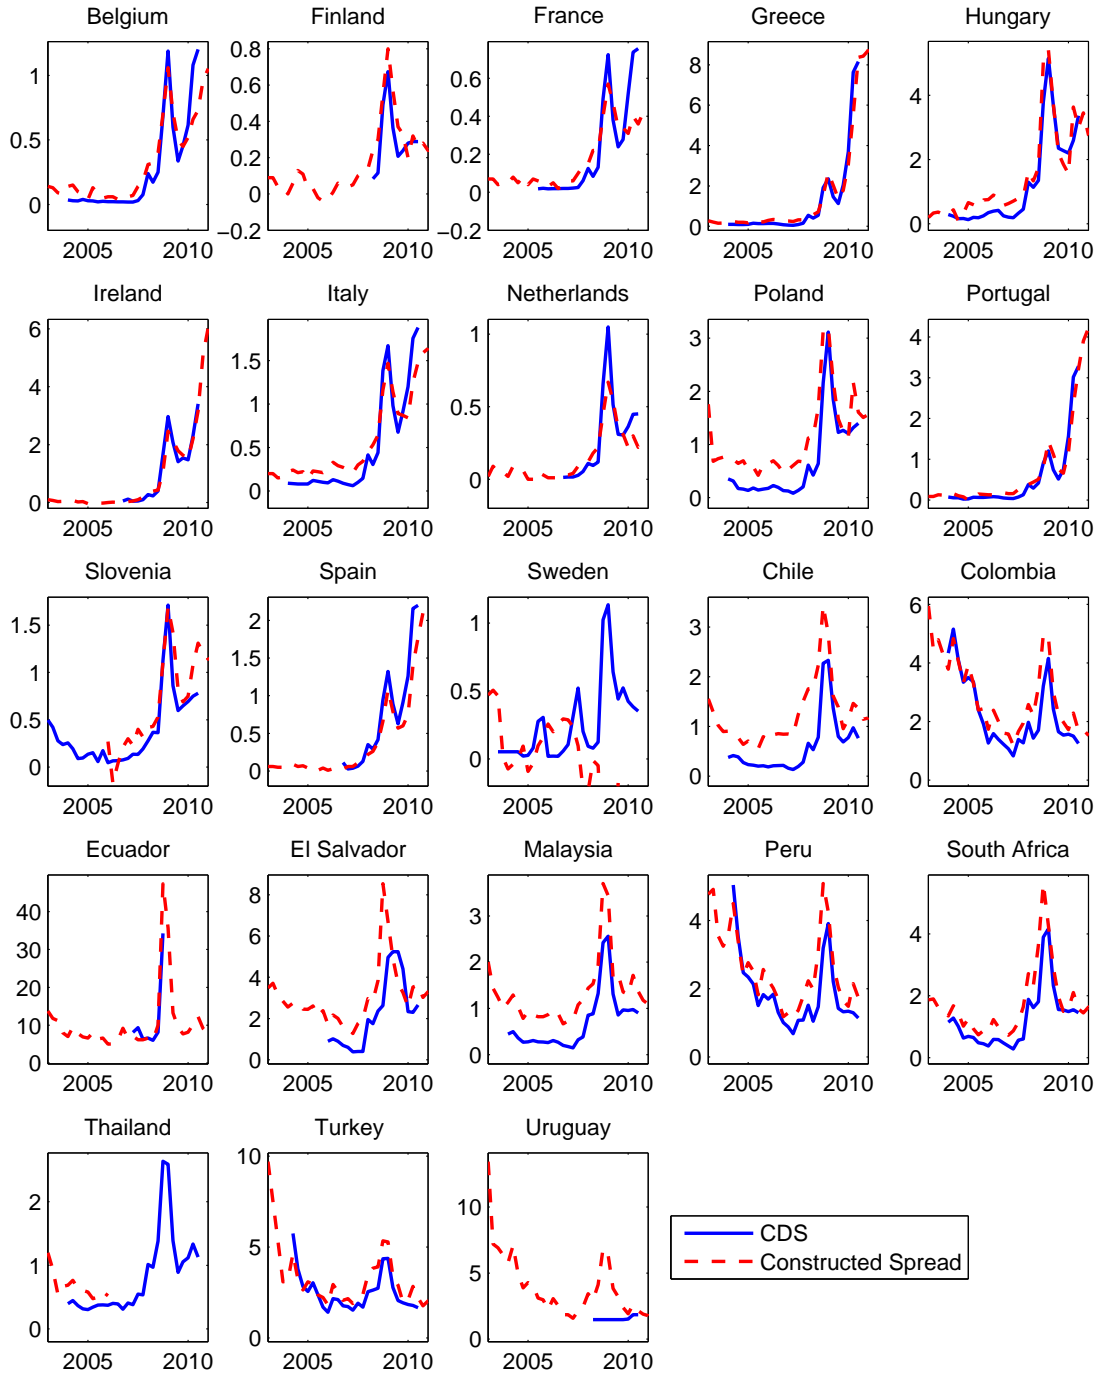 Belgium Finland France Greece Hungary
1 0.5 0
0.8 0.6 0.4 0.2 0 −0.2
0.6 0.4 0.2 0 −0.2
8 6 4 2 0
4 2 0
2005 2010 2005 2010 2005 2010 2005 2010 2005 2010
Ireland Italy Netherlands Poland Portugal
6 4 2 0
1.5 1 0.5 0
1 0.5 0
3 2 1 0
4 3 2 1 0
2005 2010 2005 2010 2005 2010 2005 2010 2005 2010
Slovenia Spain Sweden Chile Colombia
1.5 1 0.5 0
2 1.5 1 0.5 0
1 0.5 0
3 2 1 0
6 4 2 0
2005 2010 2005 2010 2005 2010 2005 2010 2005 2010
Ecuador El Salvador Malaysia Peru South Africa
40 30 20 10 0
8 6 4 2 0
3 2 1 0
4 2 0
4 2 0
2005 2010 2005 2010 2005 2010 2005 2010 2005 2010
Thailand Turkey Uruguay
2 1 0
10 5 0
10 5 0
2005 2010 2005 2010 2005 2010
CDS
Constructed Spread